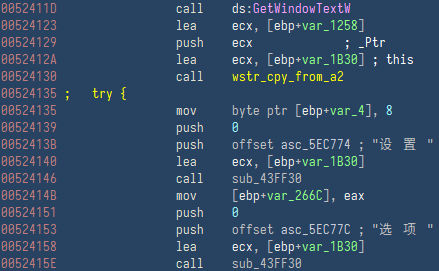 0052411D call ds:GetWindowTextW
00524123 lea ecx, [ebp+var_1258]
00524129 push ecx ; _Ptr
0052412A lea ecx, [ebp+var_1B30] ; this
00524130 call wstr_cpy_from_a2
00524135 ; try {
00524135 mov byte ptr [ebp+var_4], 8
00524139 push 0
0052413B push offset asc_5EC774 ; "设 置 "
00524140 lea ecx, [ebp+var_1B30]
00524146 call sub_43FF30
0052414B mov [ebp+var_266C], eax
00524151 push 0
00524153 push offset asc_5EC77C ; "选 项 "
00524158 lea ecx, [ebp+var_1B30]
0052415E call sub_43FF30